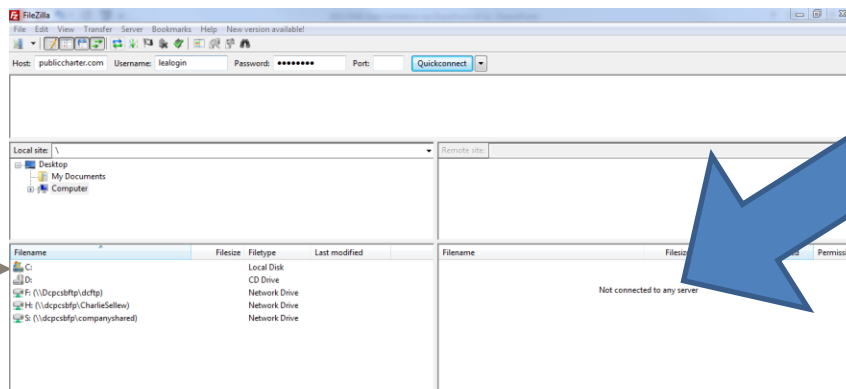 FileZilla
File Edit View Transfer Server Bookmarks Help New version available!
Host: publiccharter.com Username: lealogin Password: •••••••• Port: Quickconnect
Local site: \
Remote site:
Desktop
My Documents
Computer
Filename Filesize Filetype Last modified
C: Local Disk
D: CD Drive
F: (\\Dcpcsbftp\dcftp) Network Drive
H: (\\dcpcsbfp\CharlieSellew) Network Drive
S: (\\dcpcsbfp\companyshared) Network Drive
Filename
Not connected to any server